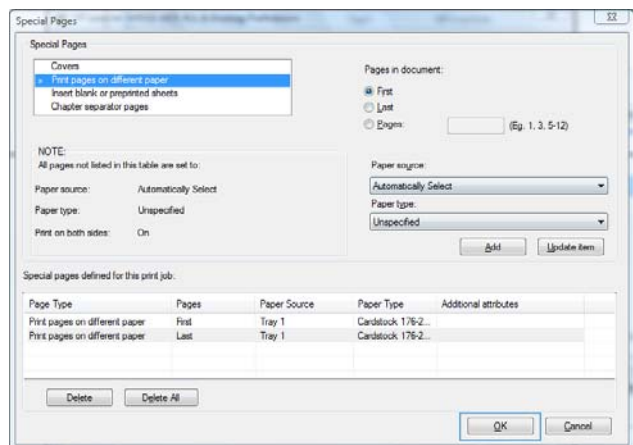 Special Pages
Special Pages
Covers
Print pages on different paper
Insert blank or preprinted sheets
Chapter separator pages
Pages in document:
First
Last
Pages: (Eg. 1, 3, 5-12)
NOTE:
All pages not listed in this table are set to:
Paper source: Automatically Select
Paper type: Unspecified
Print on both sides: On
Paper source:
Automatically Select
Paper type:
Unspecified
Add Update item
Special pages defined for this print job:
Page Type Pages Paper Source Paper Type Additional attributes
Print pages on different paper First Tray 1 Cardstock 176-2...
Print pages on different paper Last Tray 1 Cardstock 176-2...
Delete Delete All
OK Cancel